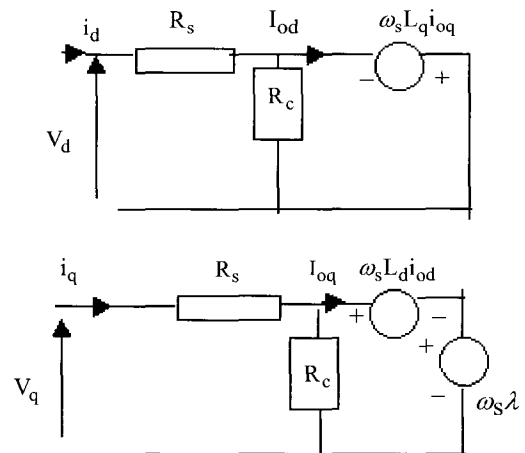 i_d R_s I_od ω_sL_qi_oq
R_c − +
V_d
i_q R_s I_oq ω_sL_di_od
+ −
+
V_q R_c −
ω_Sλ